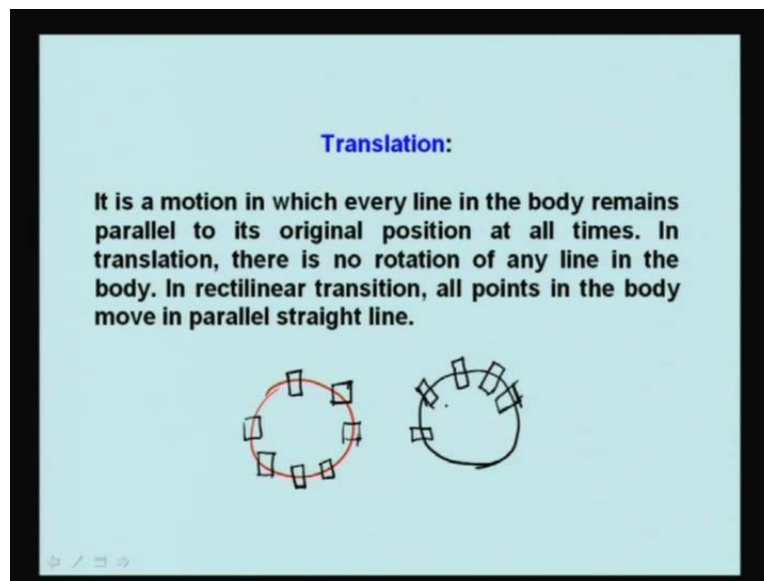 Translation:
It is a motion in which every line in the body remains
parallel to its original position at all times. In
translation, there is no rotation of any line in the
body. In rectilinear transition, all points in the body
move in parallel straight line.